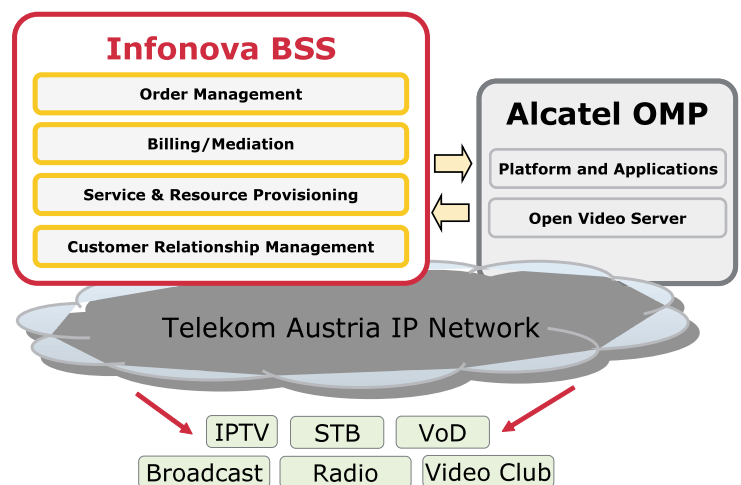 Infonova BSS
Order Management
Billing/Mediation
Service & Resource Provisioning
Customer Relationship Management
Alcatel OMP
Platform and Applications
Open Video Server
Telekom Austria IP Network
IPTV
STB
VoD
Broadcast
Radio
Video Club